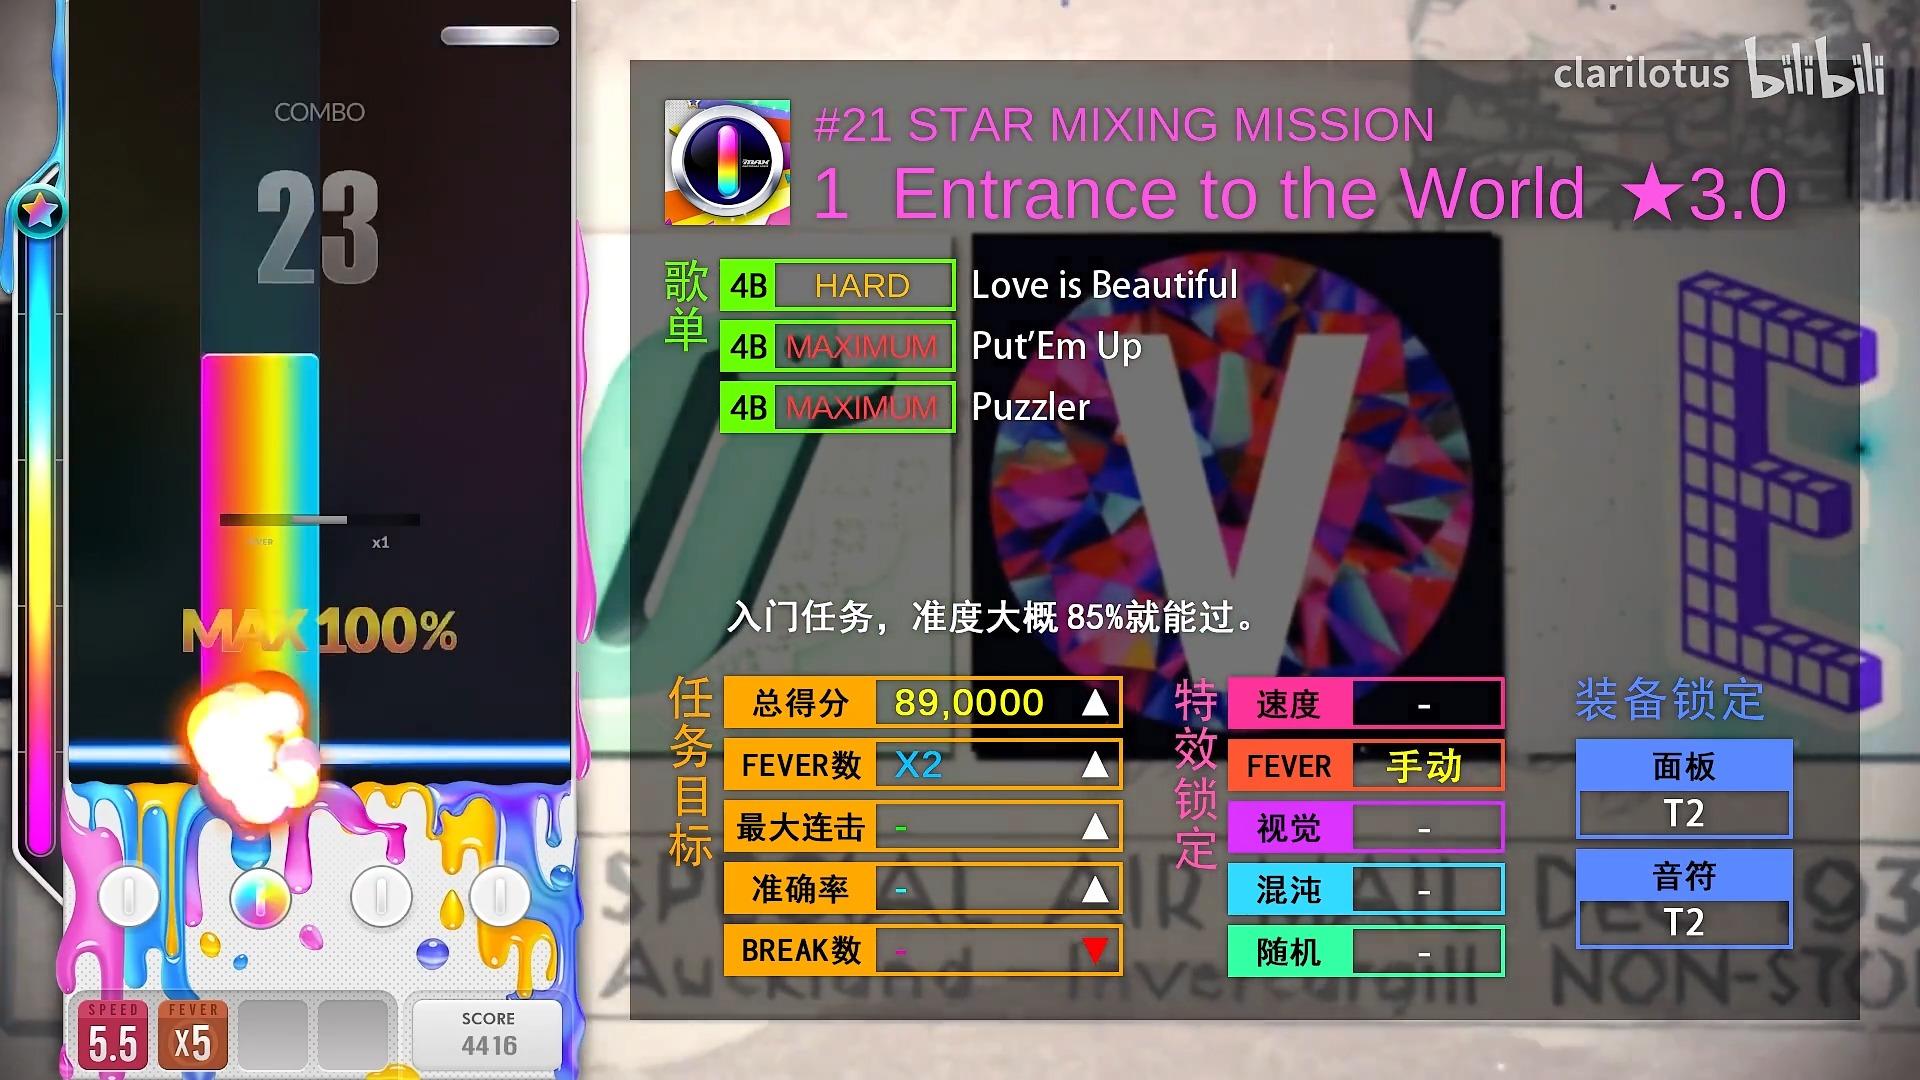 COMBO
23
x1
MAX 100%
SPEED
5.5
FEVER
X5
SCORE
4416
clarilotus bilibili
#21 STAR MIXING MISSION
1 Entrance to the World ★3.0
歌单
4B HARD Love is Beautiful
4B MAXIMUM Put'Em Up
4B MAXIMUM Puzzler
入门任务，准度大概 85%就能过。
任务目标
总得分 89,0000 ▲
FEVER数 X2 ▲
最大连击 - ▲
准确率 - ▲
BREAK数 - ▼
特效锁定
速度 -
FEVER 手动
视觉 -
混沌 -
随机 -
装备锁定
面板
T2
音符
T2
V
E
Auckland Invercargill NON-STO